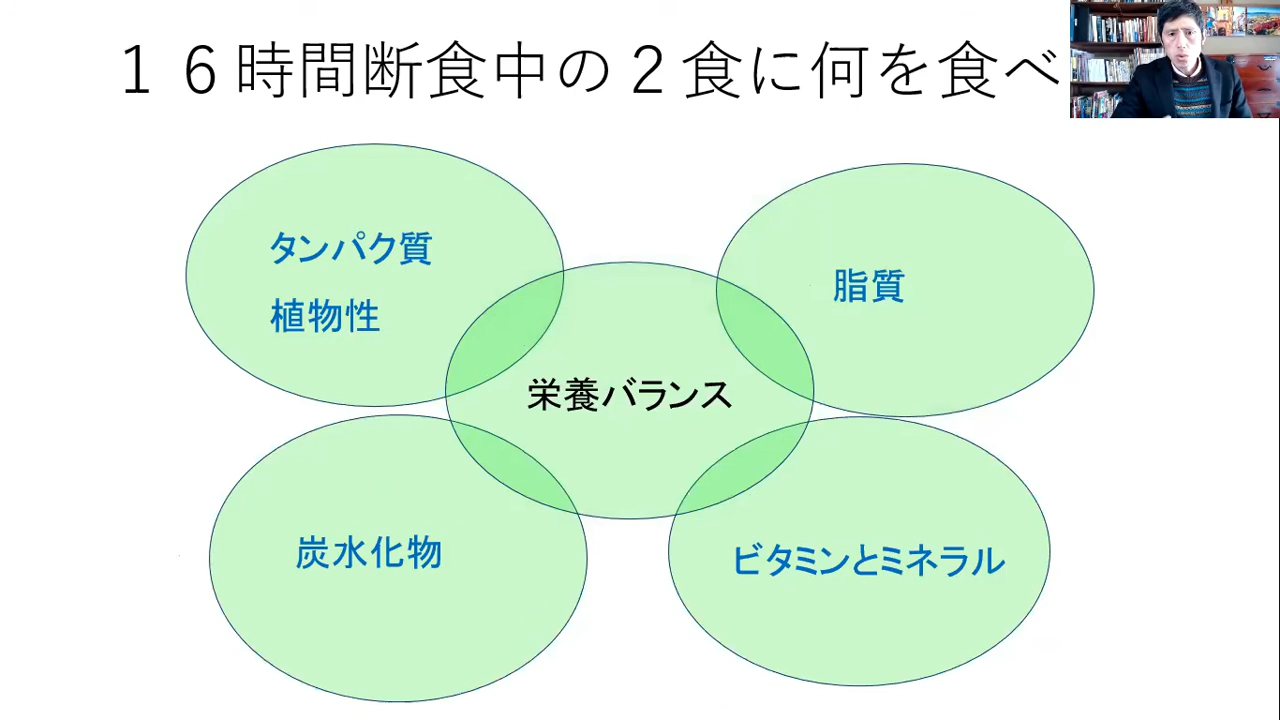 １６時間断食中の２食に何を食べ
タンパク質
植物性
脂質
栄養バランス
炭水化物
ビタミンとミネラル